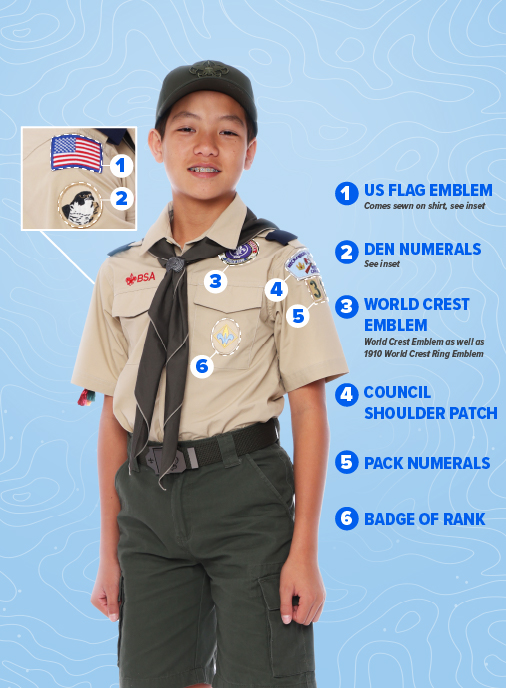 1
2
BSA
3
4
5
3
6
1 US FLAG EMBLEM
Comes sewn on shirt, see inset
2 DEN NUMERALS
See inset
3 WORLD CREST
EMBLEM
World Crest Emblem as well as
1910 World Crest Ring Emblem
4 COUNCIL
SHOULDER PATCH
5 PACK NUMERALS
6 BADGE OF RANK